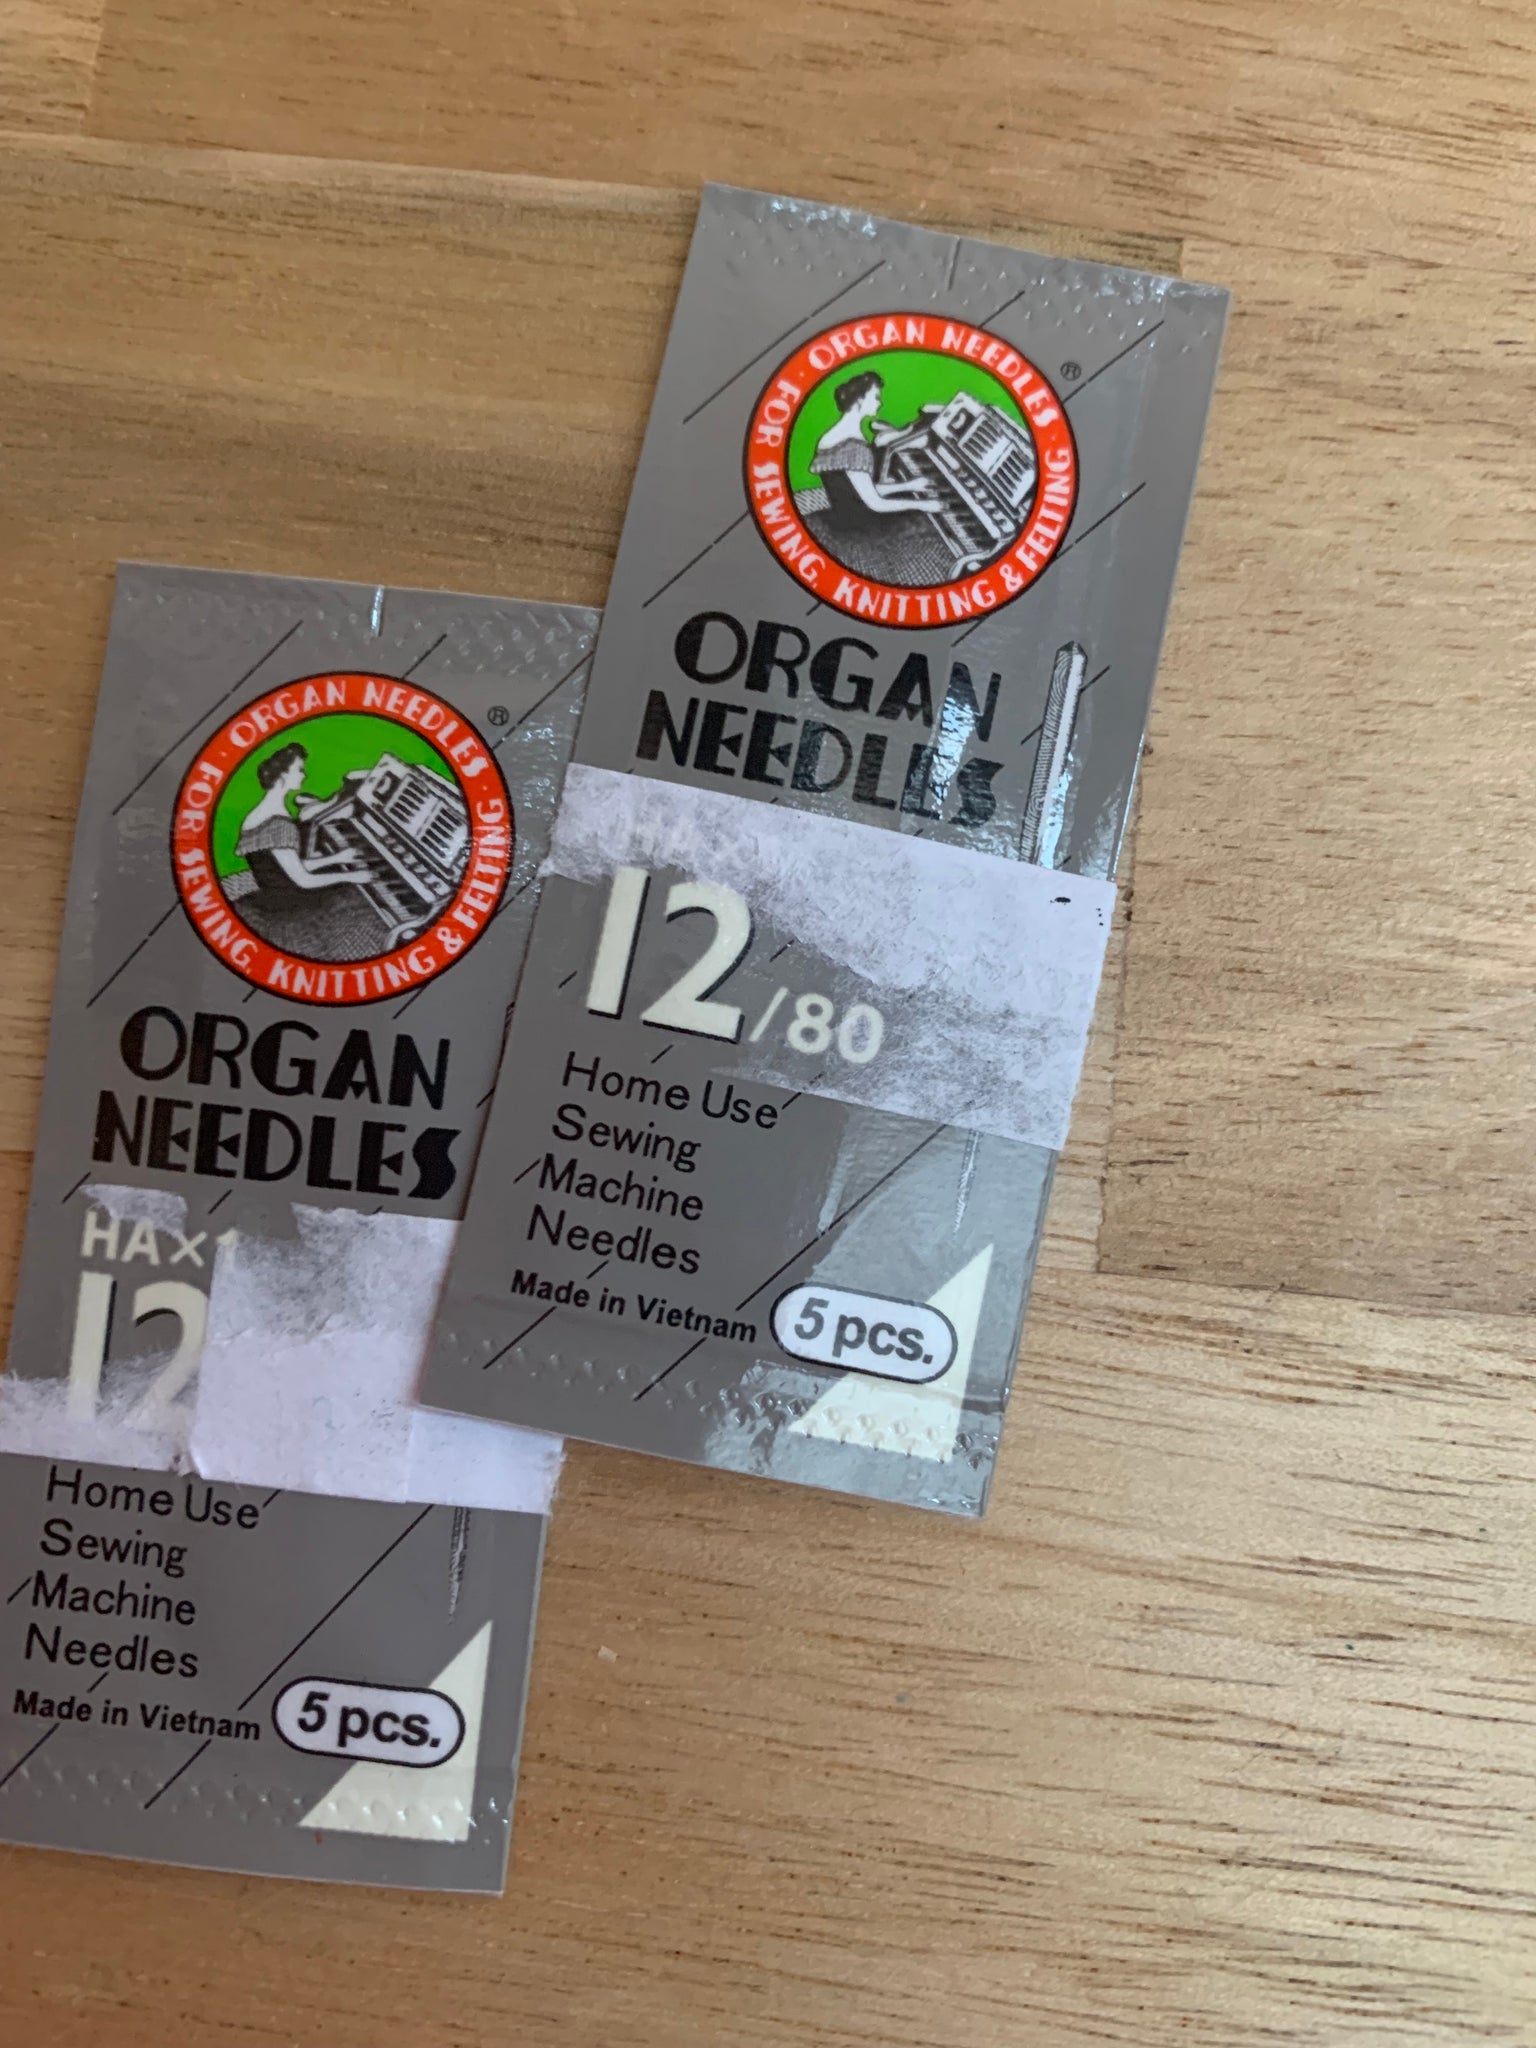 ORGAN NEEDLES ·
FOR SEWING, KNITTING & FELTING ·
®
ORGAN
NEEDLES
HA×1
12
Home Use
Sewing
Machine
Needles
Made in Vietnam
5 pcs.
ORGAN NEEDLES ·
FOR SEWING, KNITTING & FELTING ·
®
ORGAN
NEEDLES
HA×
12/80
Home Use
Sewing
Machine
Needles
Made in Vietnam
5 pcs.